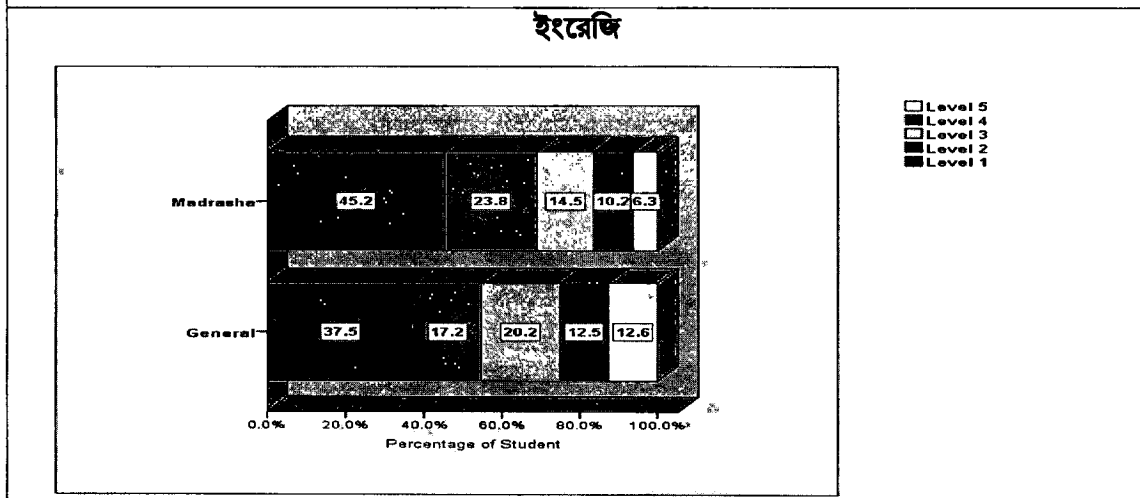 ইংরেজি
Level 5
Level 4
Level 3
Level 2
Level 1
Madrasha
45.2
23.8
14.5
10.2
6.3
General
37.5
17.2
20.2
12.5
12.6
0.0%
20.0%
40.0%
60.0%
80.0%
100.0%
Percentage of Student